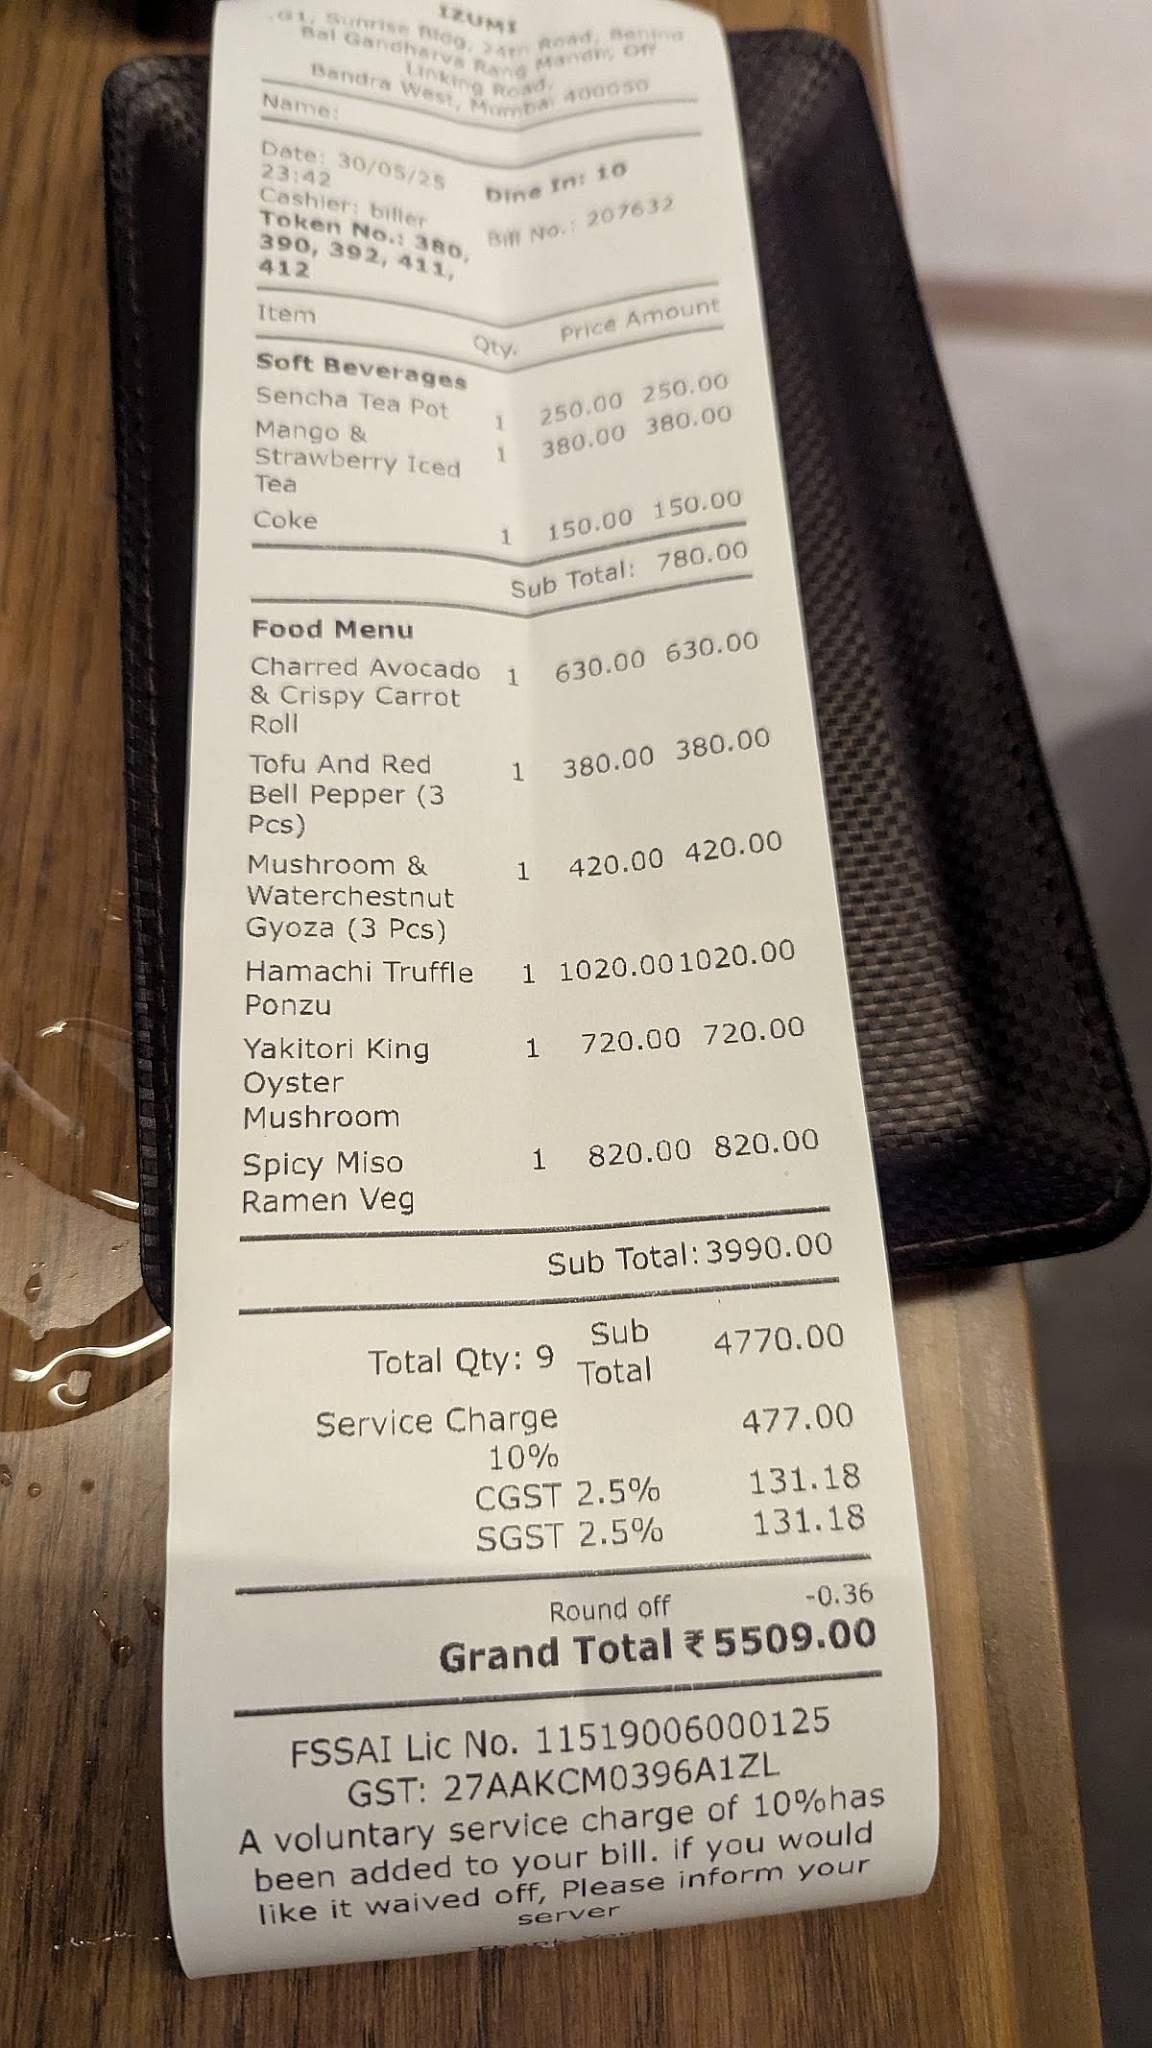 IZUMI
G1, Sunrise Bldg, 24th Road, Behind
Bal Gandharva Rang Mandir, Off
Linking Road,
Bandra West, Mumbai 400050
Name:
Date: 30/05/25 Dine In: 10
23:42
Cashier: biller Bill No.: 207632
Token No.: 380,
390, 392, 411,
412
Item Qty. Price Amount
Soft Beverages
Sencha Tea Pot 1 250.00 250.00
Mango & 1 380.00 380.00
Strawberry Iced
Tea
Coke 1 150.00 150.00
Sub Total: 780.00
Food Menu
Charred Avocado 1 630.00 630.00
& Crispy Carrot
Roll
Tofu And Red 1 380.00 380.00
Bell Pepper (3
Pcs)
Mushroom & 1 420.00 420.00
Waterchestnut
Gyoza (3 Pcs)
Hamachi Truffle 1 1020.00 1020.00
Ponzu
Yakitori King 1 720.00 720.00
Oyster
Mushroom
Spicy Miso 1 820.00 820.00
Ramen Veg
Sub Total: 3990.00
Total Qty: 9 Sub Total 4770.00
Service Charge 477.00
10%
CGST 2.5% 131.18
SGST 2.5% 131.18
Round off -0.36
Grand Total ₹ 5509.00
FSSAI Lic No. 11519006000125
GST: 27AAKCM0396A1ZL
A voluntary service charge of 10%has
been added to your bill. if you would
like it waived off, Please inform your
server